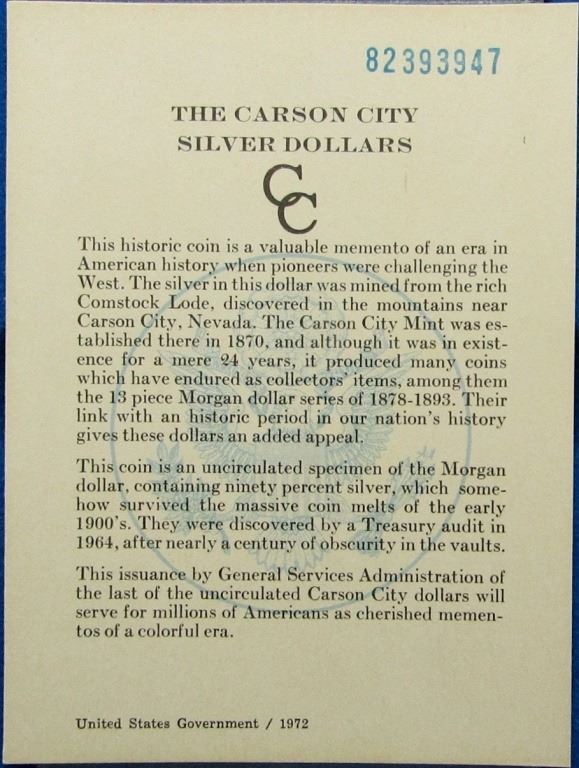 82393947
THE CARSON CITY
SILVER DOLLARS
CC
This historic coin is a valuable memento of an era in
American history when pioneers were challenging the
West. The silver in this dollar was mined from the rich
Comstock Lode, discovered in the mountains near
Carson City, Nevada. The Carson City Mint was es-
tablished there in 1870, and although it was in exist-
ence for a mere 24 years, it produced many coins
which have endured as collectors' items, among them
the 13 piece Morgan dollar series of 1878-1893. Their
link with an historic period in our nation's history
gives these dollars an added appeal.
This coin is an uncirculated specimen of the Morgan
dollar, containing ninety percent silver, which some-
how survived the massive coin melts of the early
1900's. They were discovered by a Treasury audit in
1964, after nearly a century of obscurity in the vaults.
This issuance by General Services Administration of
the last of the uncirculated Carson City dollars will
serve for millions of Americans as cherished memen-
tos of a colorful era.
United States Government / 1972